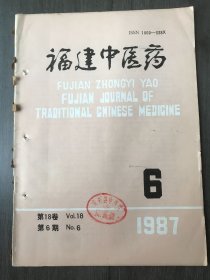 ISSN 1000-338X
福建中医药
FUJIAN ZHONGYI YAO
FUJIAN JOURNAL OF
TRADITIONAL CHINESE MEDICINE
6
第18卷 Vol.18
第6期 No.6
1987